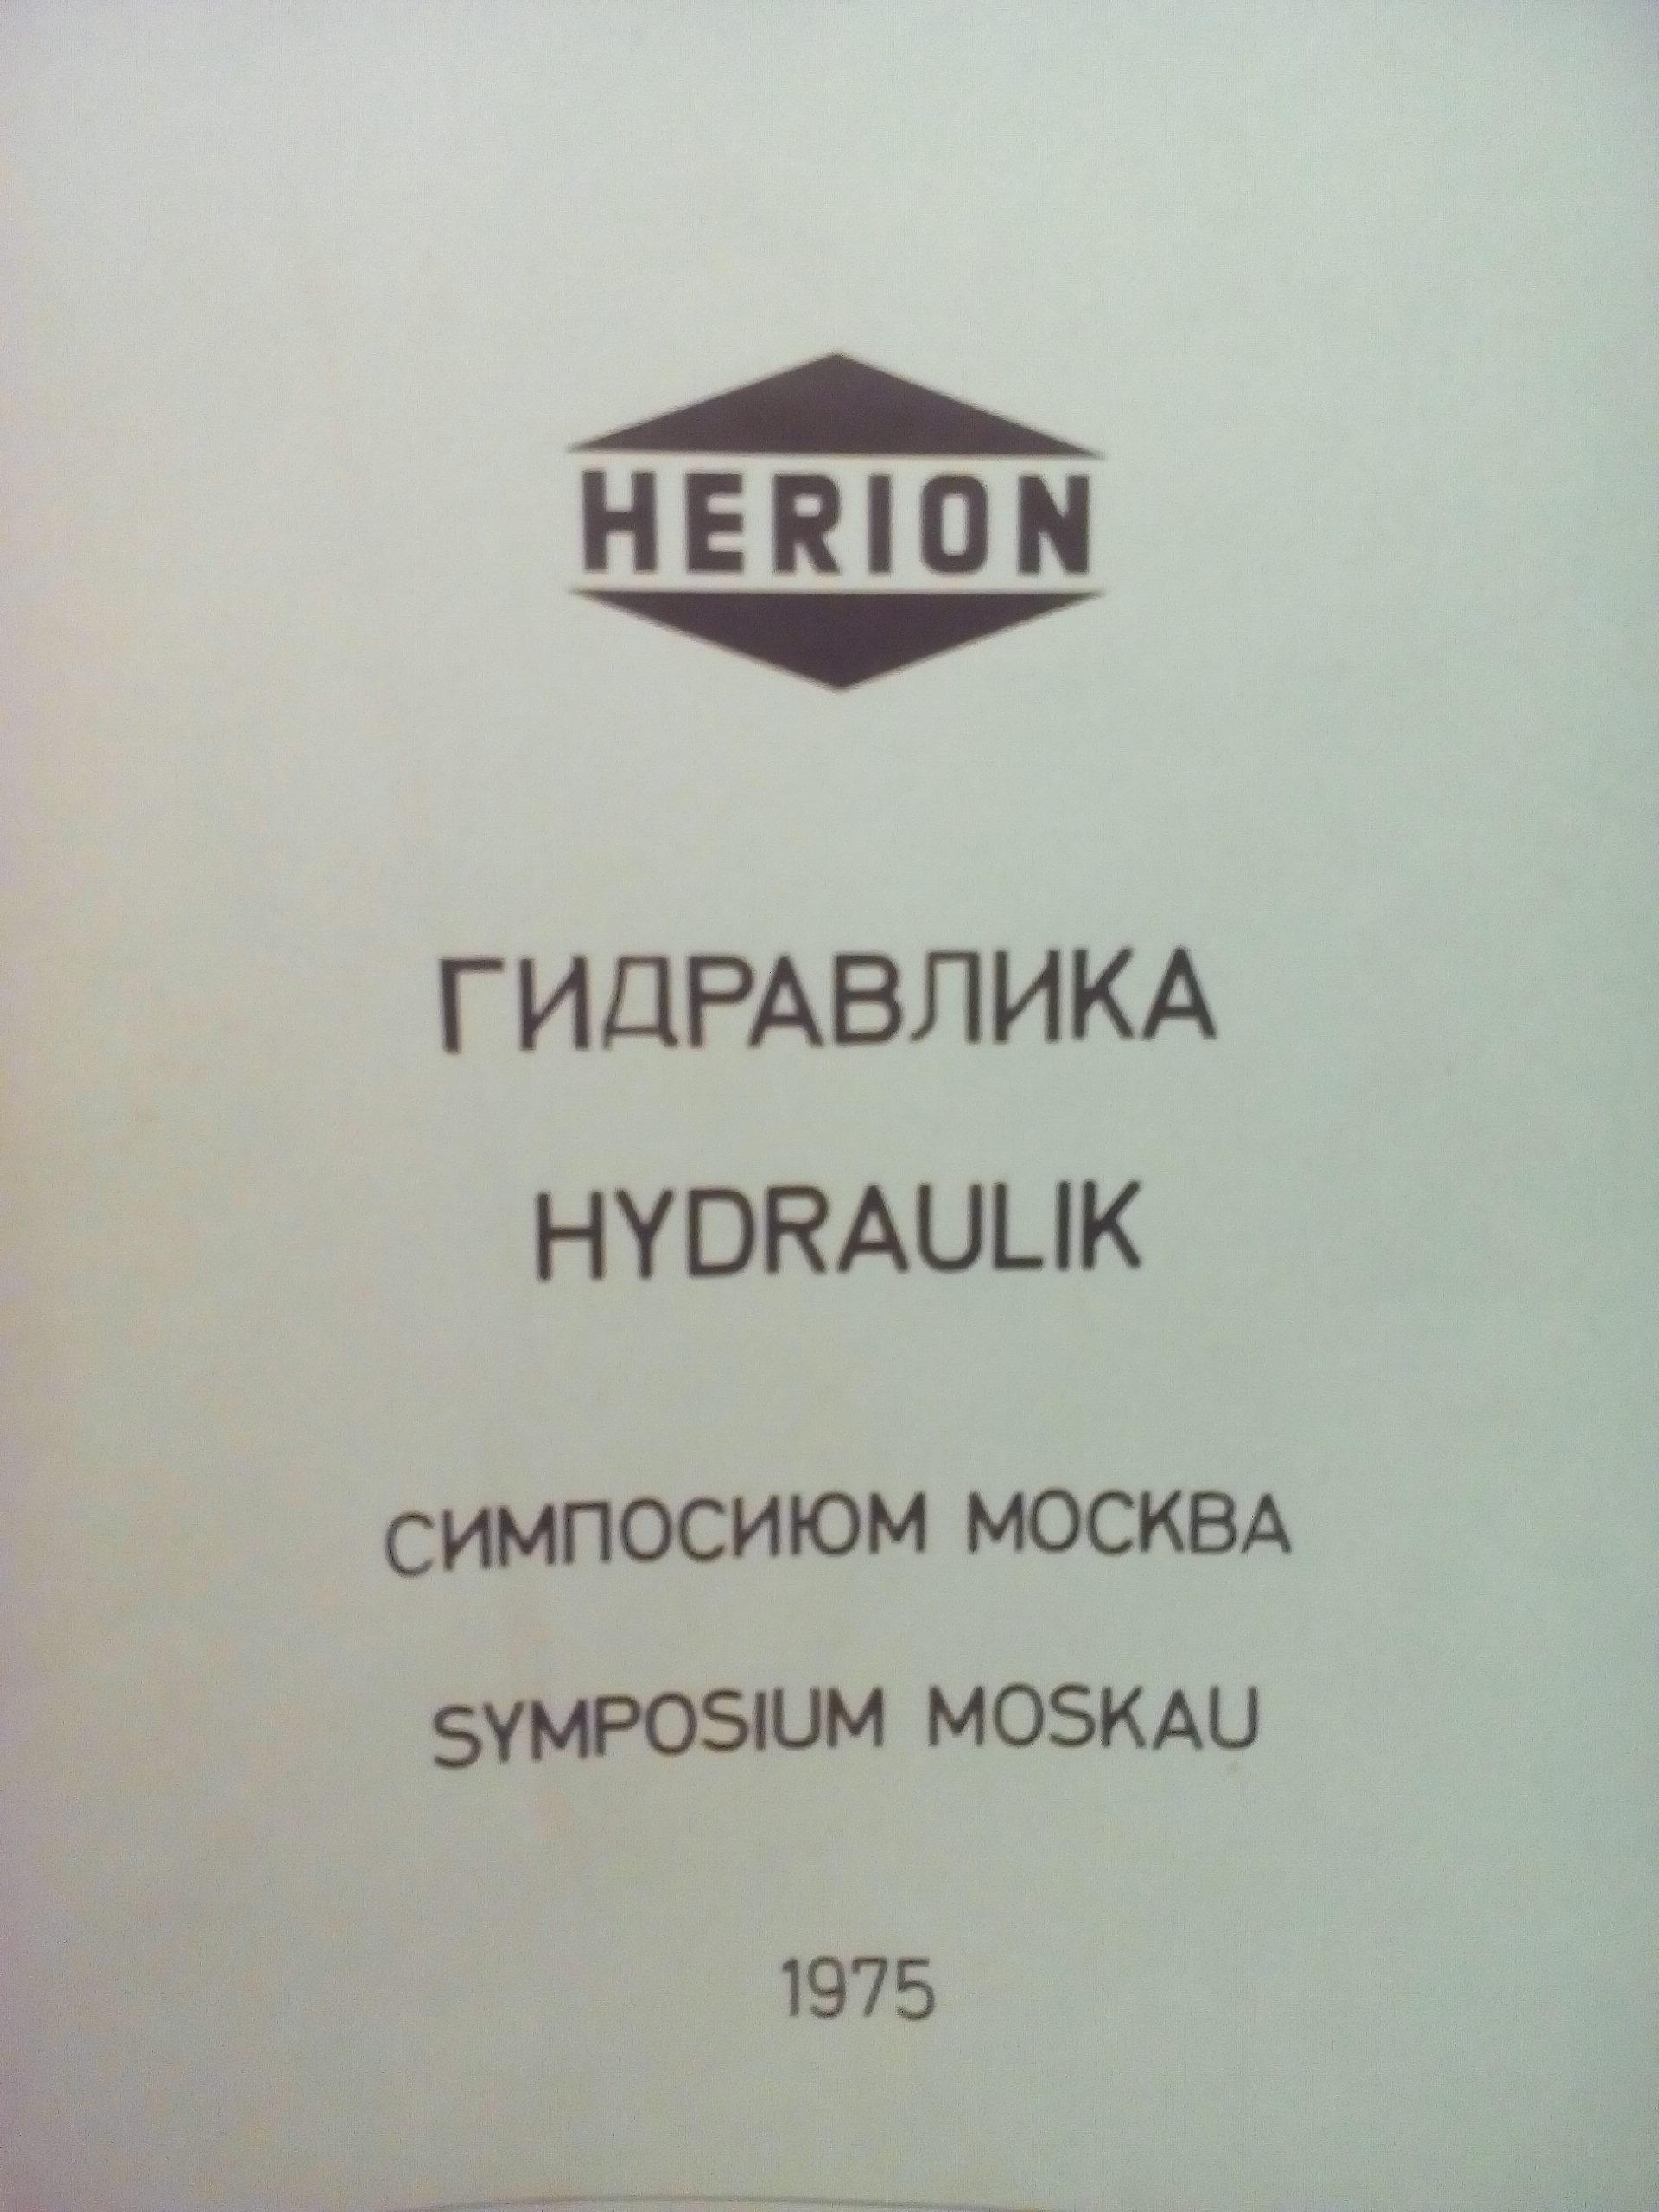 HERION
ГИДРАВЛИКА
HYDRAULIK
СИМПОСИЮМ МОСКВА
SYMPOSIUM MOSKAU
1975